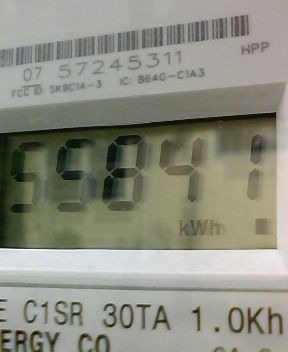 07 57245311 HPP
FCC ID: SK9C1A-3 IC: 864G-C1A3
55841
kWh
E C1SR 30TA 1.0Kh
ERGY CO